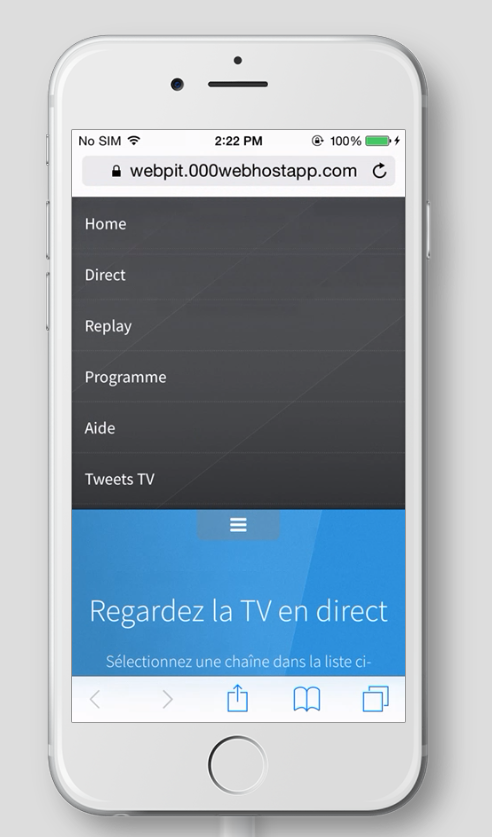 No SIM 2:22 PM 100%
webpit.000webhostapp.com
Home
Direct
Replay
Programme
Aide
Tweets TV
Regardez la TV en direct
Sélectionnez une chaîne dans la liste ci-